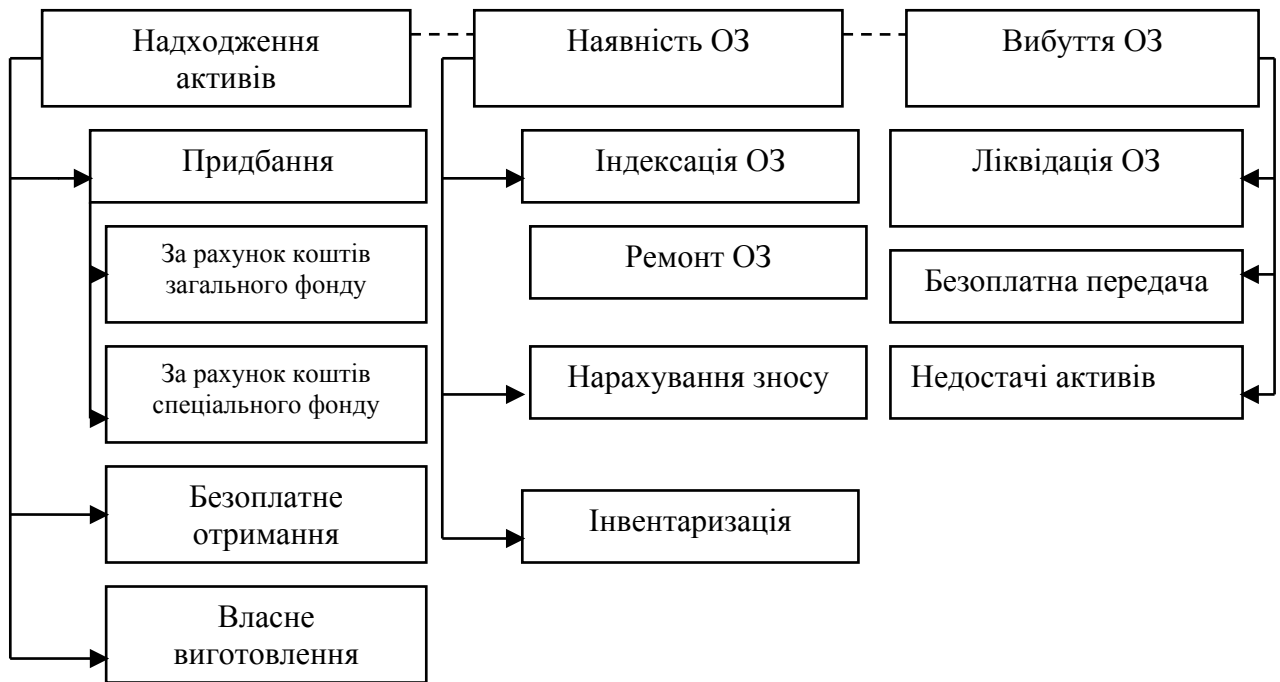 Надходження
активів
Наявність ОЗ
Вибуття ОЗ
Придбання
За рахунок коштів
загального фонду
За рахунок коштів
спеціального фонду
Безоплатне
отримання
Власне
виготовлення
Індексація ОЗ
Ремонт ОЗ
Нарахування зносу
Інвентаризація
Ліквідація ОЗ
Безоплатна передача
Недостачі активів